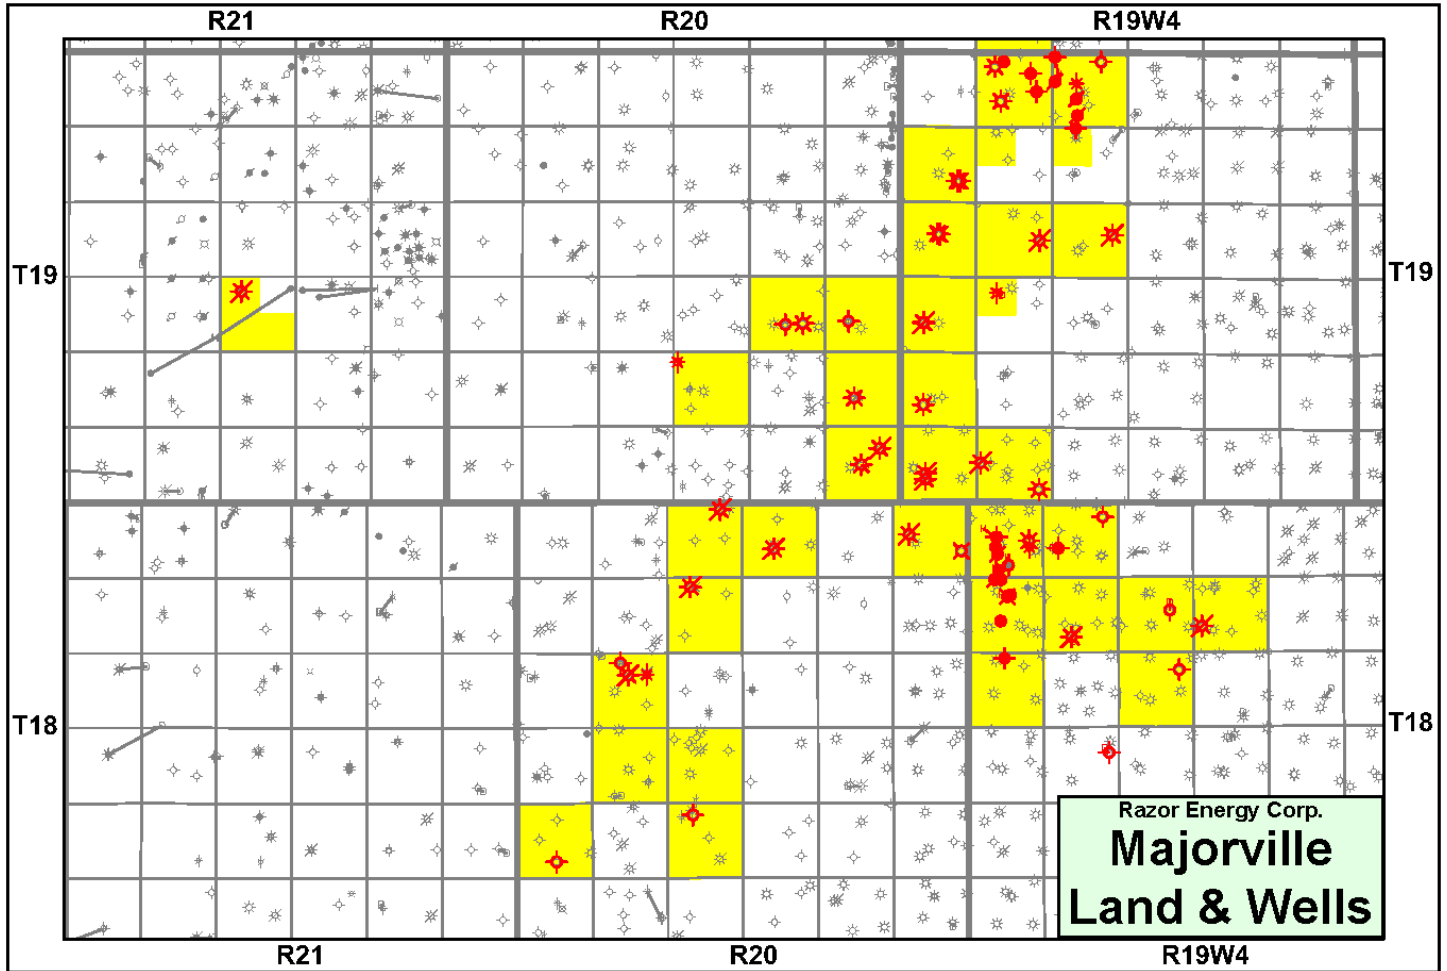 R21 R20 R19W4
T19 T19
T18 T18
Razor Energy Corp.
Majorville
Land & Wells
R21 R20 R19W4